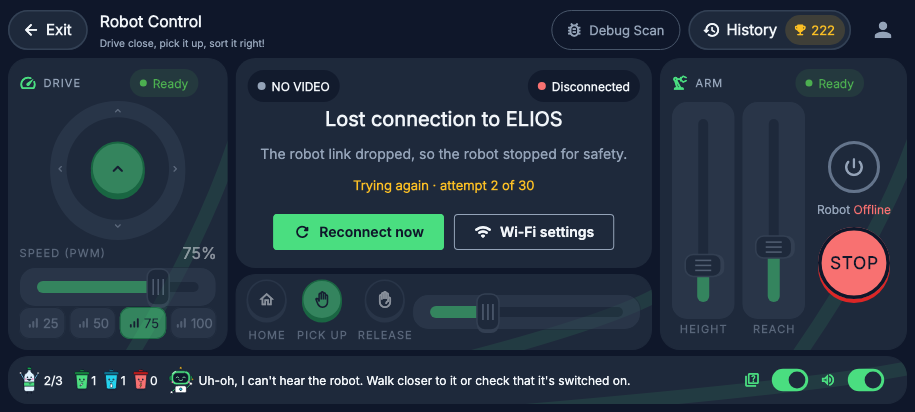 Exit
Robot Control
Drive close, pick it up, sort it right!
Debug Scan
History
222
DRIVE
Ready
NO VIDEO
Disconnected
Lost connection to ELIOS
The robot link dropped, so the robot stopped for safety.
Trying again · attempt 2 of 30
Reconnect now
Wi-Fi settings
SPEED (PWM)
75%
25
50
75
100
HOME
PICK UP
RELEASE
ARM
Ready
HEIGHT
REACH
Robot Offline
STOP
2/3
1
1
0
Uh-oh, I can't hear the robot. Walk closer to it or check that it's switched on.